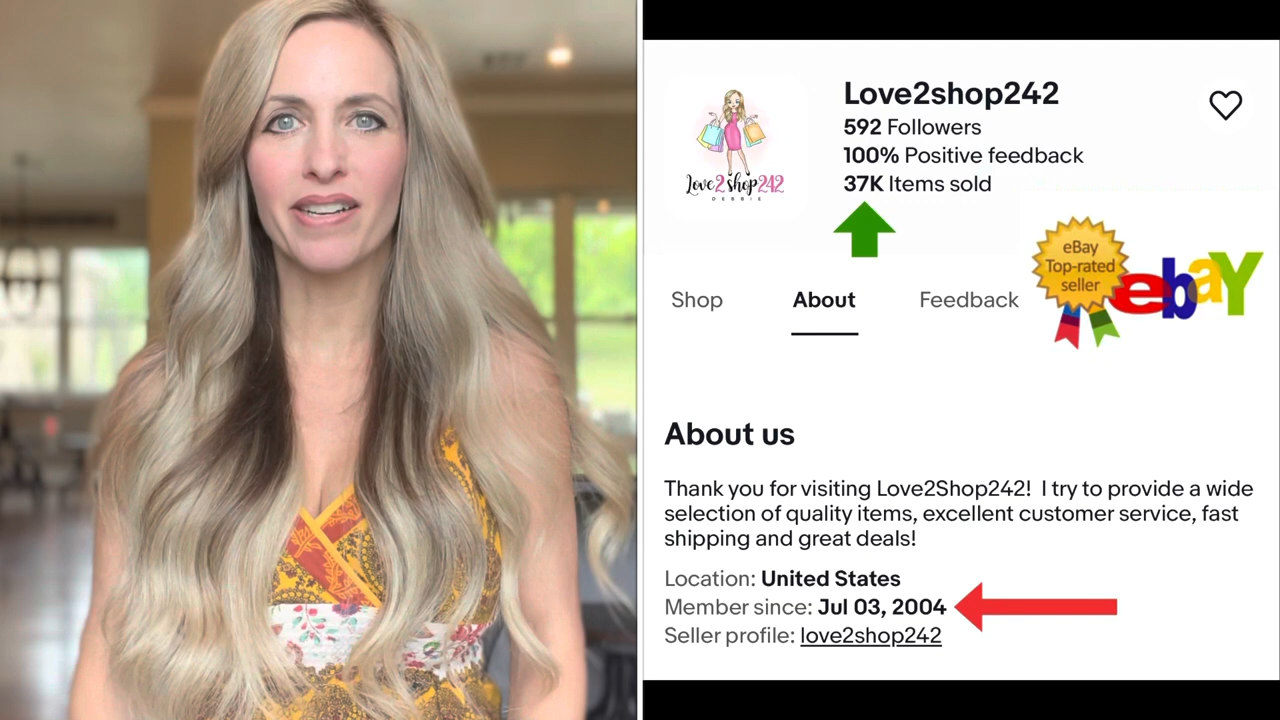 Love2shop242
592 Followers
100% Positive feedback
37K Items sold
Love2shop242
DEBBIE
eBay
Top-rated
seller
ebaY
Shop About Feedback
About us
Thank you for visiting Love2Shop242! I try to provide a wide
selection of quality items, excellent customer service, fast
shipping and great deals!
Location: United States
Member since: Jul 03, 2004
Seller profile: love2shop242